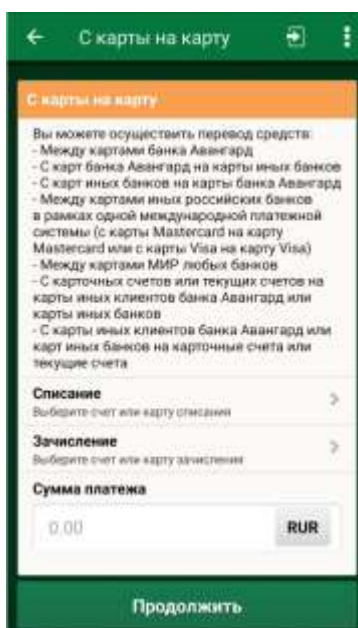 С карты на карту
С карты на карту
Вы можете осуществить перевод средств:
- Между картами банка Авангард
- С карт банка Авангард на карты иных банков
- С карт иных банков на карты банка Авангард
- Между картами иных российских банков
в рамках одной международной платежной
системы (с карты Mastercard на карту
Mastercard или с карты Visa на карту Visa)
- Между картами МИР любых банков
- С карточных счетов или текущих счетов на
карты иных клиентов банка Авангард или
карты иных банков
- С карты иных клиентов банка Авангард или
карт иных банков на карточные счета или
текущие счета
Списание
Выберите счет или карту списания
Зачисление
Выберите счет или карту зачисления
Сумма платежа
0.00 RUR
Продолжить